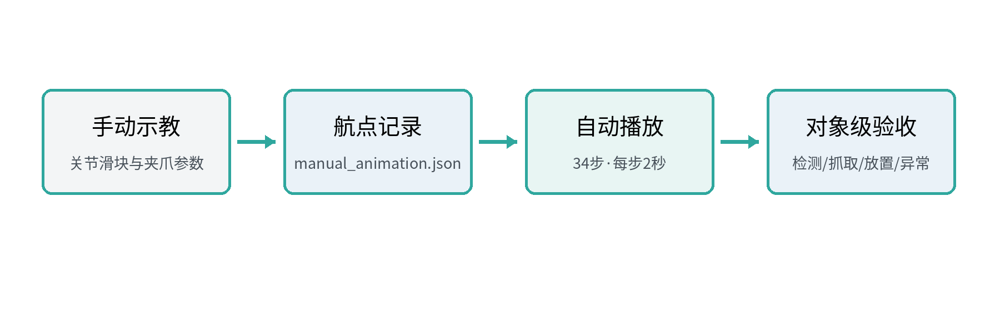 手动示教
关节滑块与夹爪参数
航点记录
manual_animation.json
自动播放
34步·每步2秒
对象级验收
检测/抓取/放置/异常